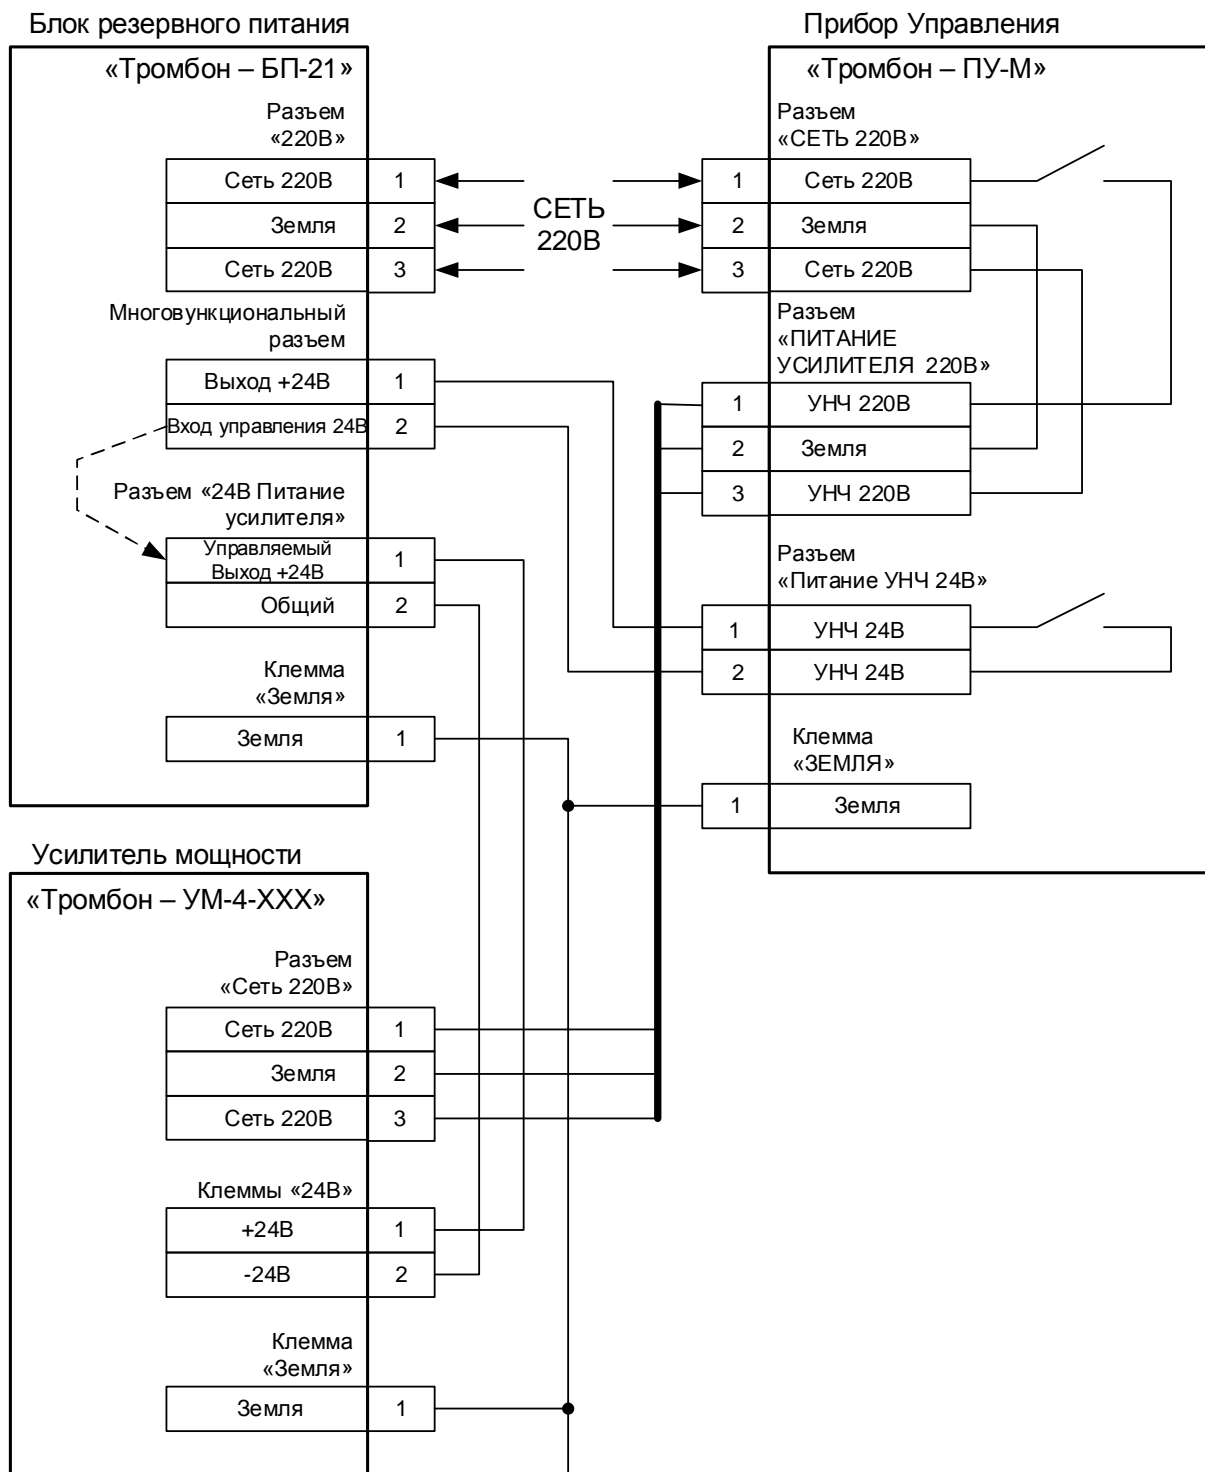 Блок резервного питания
«Тромбон – БП-21»
Разъем
«220В»
Сеть 220В 1
Земля 2
Сеть 220В 3
Многовункциональный
разъем
Выход +24В 1
Вход управления 24В 2
Разъем «24В Питание
усилителя»
Управляемый
Выход +24В 1
Общий 2
Клемма
«Земля»
Земля 1
СЕТЬ
220В
Прибор Управления
«Тромбон – ПУ-М»
Разъем
«СЕТЬ 220В»
1 Сеть 220В
2 Земля
3 Сеть 220В
Разъем
«ПИТАНИЕ
УСИЛИТЕЛЯ 220В»
1 УНЧ 220В
2 Земля
3 УНЧ 220В
Разъем
«Питание УНЧ 24В»
1 УНЧ 24В
2 УНЧ 24В
Клемма
«ЗЕМЛЯ»
1 Земля
Усилитель мощности
«Тромбон – УМ-4-ХХХ»
Разъем
«Сеть 220В»
Сеть 220В 1
Земля 2
Сеть 220В 3
Клеммы «24В»
+24В 1
-24В 2
Клемма
«Земля»
Земля 1